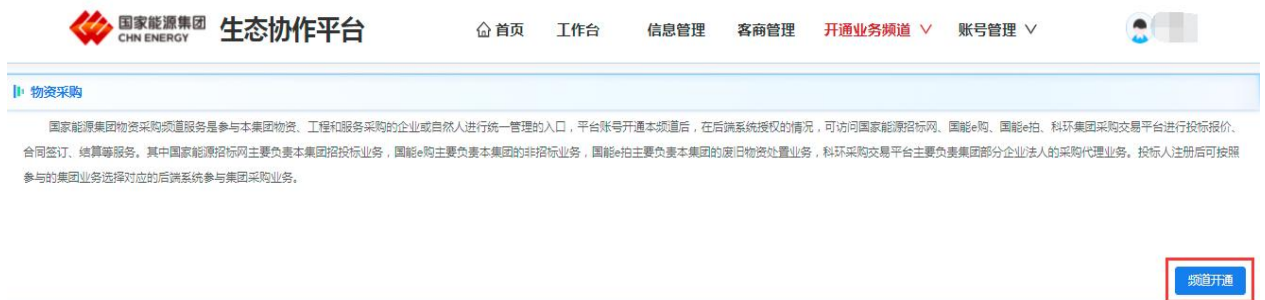 国家能源集团
CHN ENERGY
生态协作平台
首页 工作台 信息管理 客商管理 开通业务频道 账号管理
物资采购
国家能源集团物资采购频道服务是参与本集团物资、工程和服务采购的企业或自然人进行统一管理的入口，平台账号开通本频道后，在后端系统授权的情况，可访问国家能源招标网、国能e购、国能e拍、科环集团采购交易平台进行投标报价、
合同签订、结算等服务。其中国家能源招标网主要负责本集团招投标业务，国能e购主要负责本集团的非招标业务，国能e拍主要负责本集团的废旧物资处置业务，科环采购交易平台主要负责集团部分企业法人的采购代理业务。投标人注册后可按照
参与的集团业务选择对应的后端系统参与集团采购业务。
频道开通